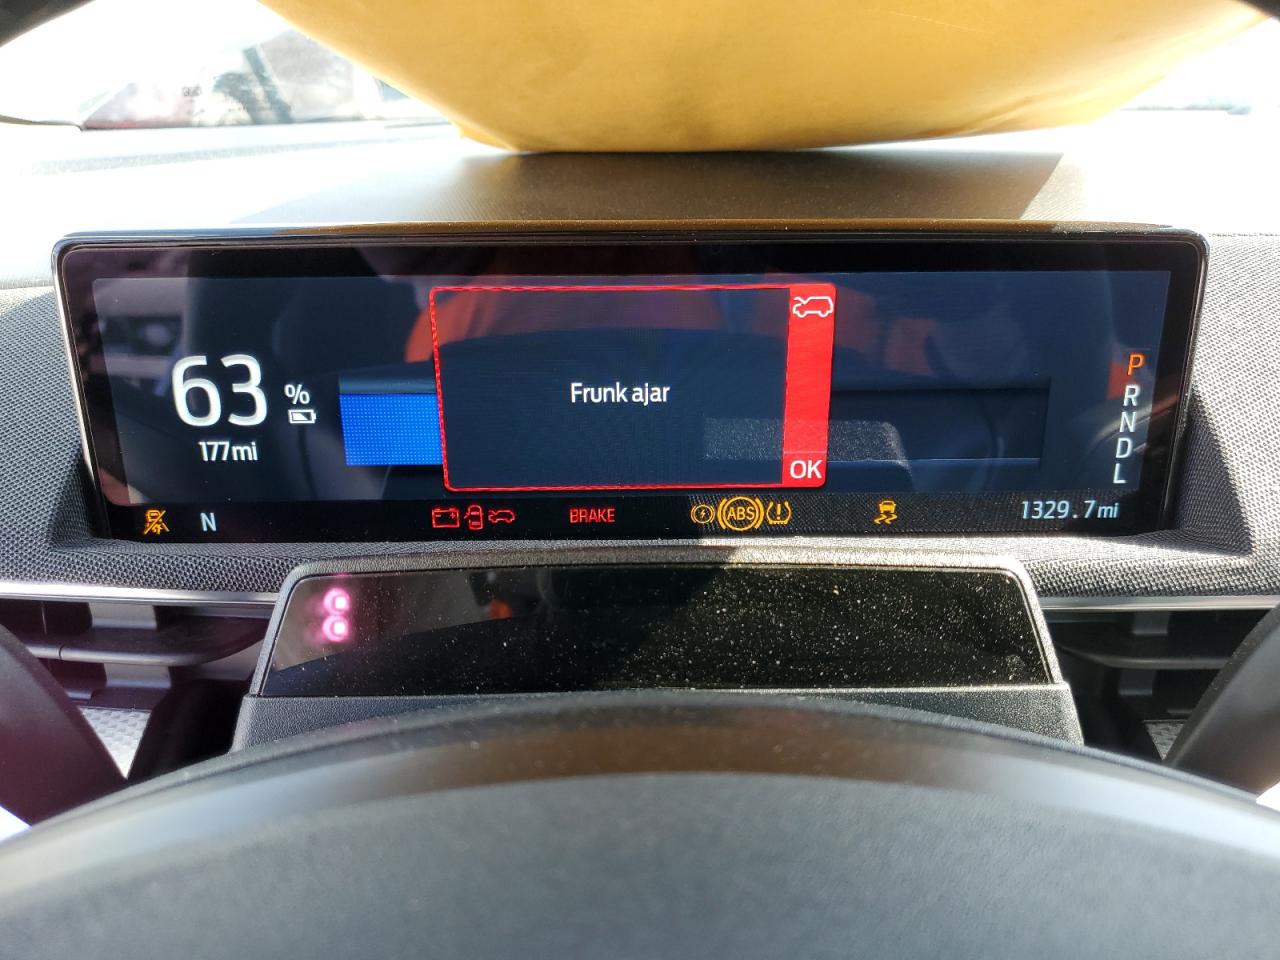 Frunk ajar
OK
63 %
177mi
P
R
N
D
L
N
BRAKE
ABS
1329.7mi